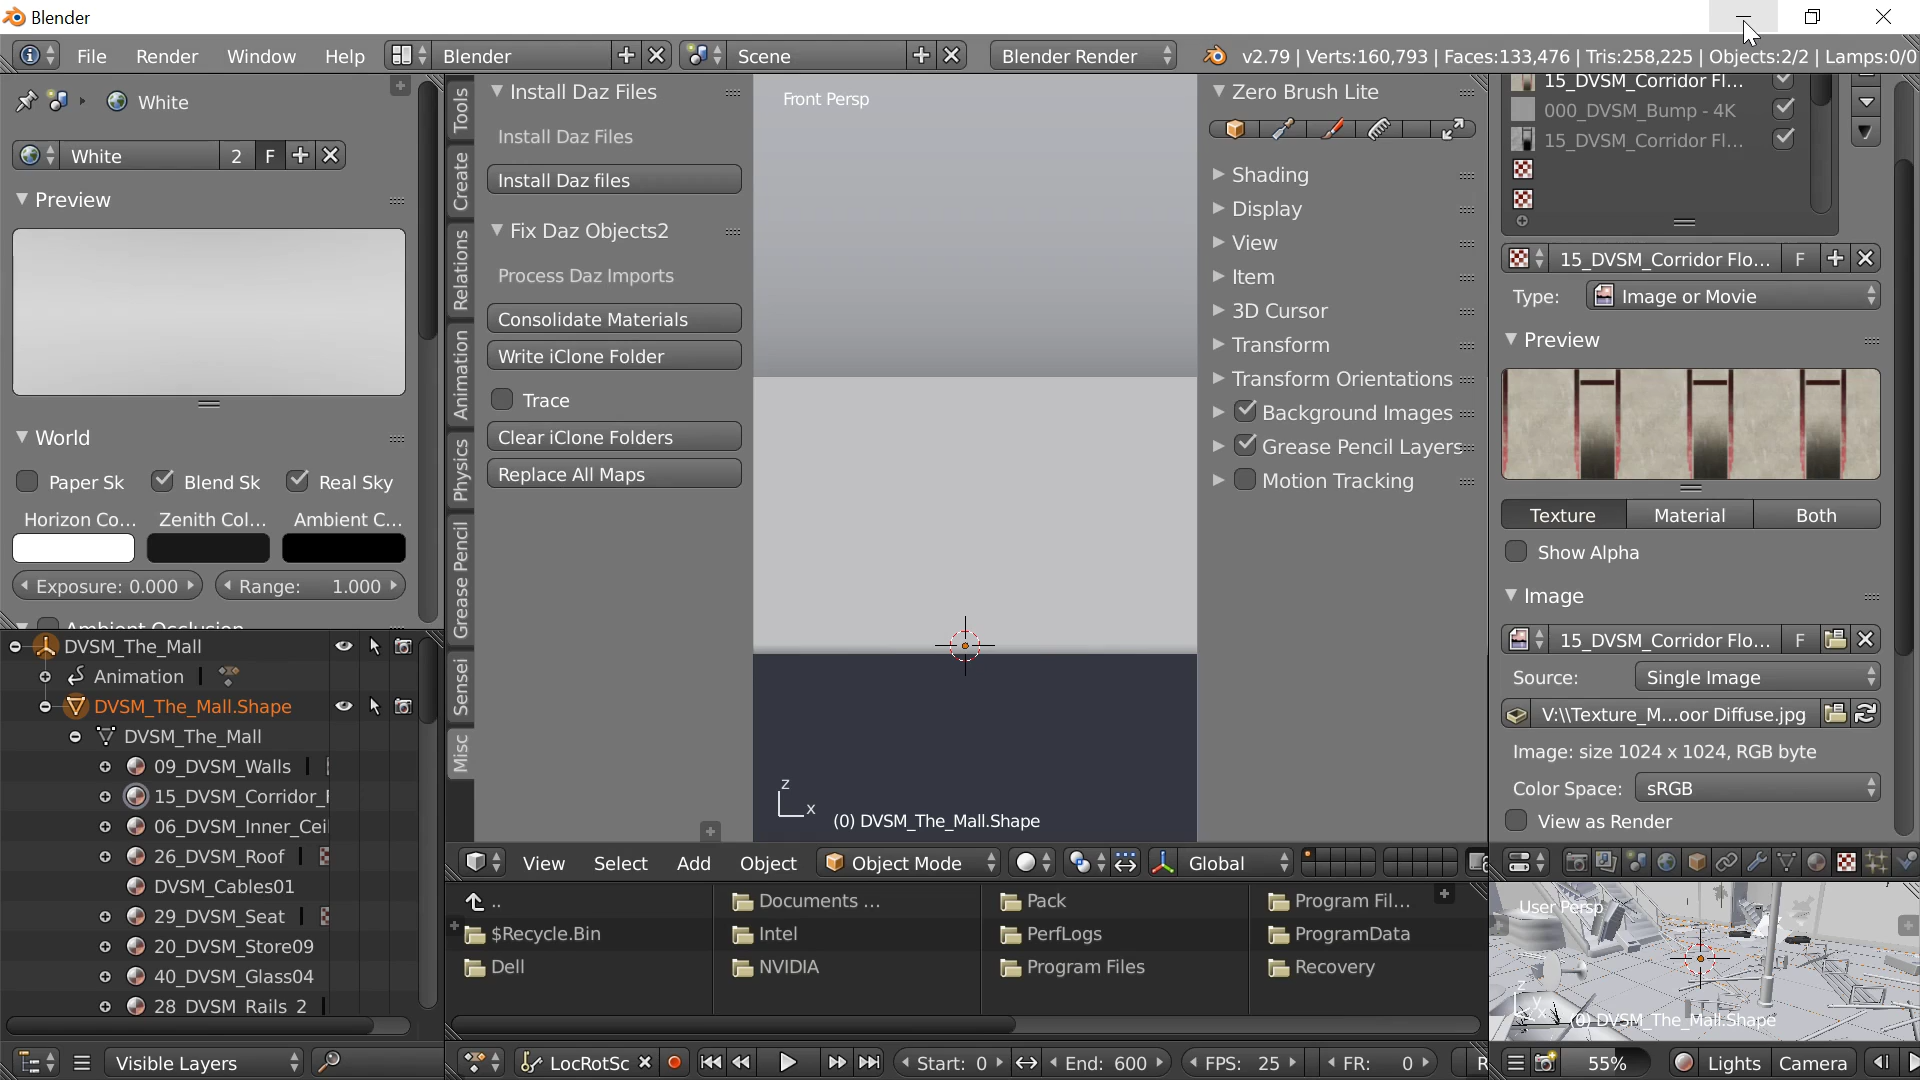 Blender
File Render Window Help Blender Scene Blender Render v2.79 | Verts:160,793 | Faces:133,476 | Tris:258,225 | Objects:2/2 | Lamps:0/0
White
White 2 F
Preview
World
Paper Sk Blend Sk Real Sky
Horizon Co... Zenith Col... Ambient C...
Exposure: 0.000 Range: 1.000
Ambient Occlusion
DVSM_The_Mall
Animation
DVSM_The_Mall.Shape
DVSM_The_Mall
09_DVSM_Walls
15_DVSM_Corridor_
06_DVSM_Inner_Cei
26_DVSM_Roof
DVSM_Cables01
29_DVSM_Seat
20_DVSM_Store09
40_DVSM_Glass04
28_DVSM_Rails_2
Visible Layers
Tools
Create
Relations
Animation
Physics
Grease Pencil
Sensei
Misc
Install Daz Files
Install Daz Files
Install Daz files
Fix Daz Objects2
Process Daz Imports
Consolidate Materials
Write iClone Folder
Trace
Clear iClone Folders
Replace All Maps
Front Persp
z
x
(0) DVSM_The_Mall.Shape
Zero Brush Lite
Shading
Display
View
Item
3D Cursor
Transform
Transform Orientations
Background Images
Grease Pencil Layers
Motion Tracking
View Select Add Object Object Mode Global
.. Documents ... Pack Program Fil...
$Recycle.Bin Intel PerfLogs ProgramData
Dell NVIDIA Program Files Recovery
LocRotSc Start: 0 End: 600 FPS: 25 FR: 0
15_DVSM_Corridor Fl...
000_DVSM_Bump - 4K
15_DVSM_Corridor Fl...
15_DVSM_Corridor Flo... F
Type: Image or Movie
Preview
Texture Material Both
Show Alpha
Image
15_DVSM_Corridor Flo... F
Source: Single Image
V:\\Texture_M...oor Diffuse.jpg
Image: size 1024 x 1024, RGB byte
Color Space: sRGB
View as Render
User Persp
z
y
x
(0) DVSM_The_Mall.Shape
55% Lights Camera